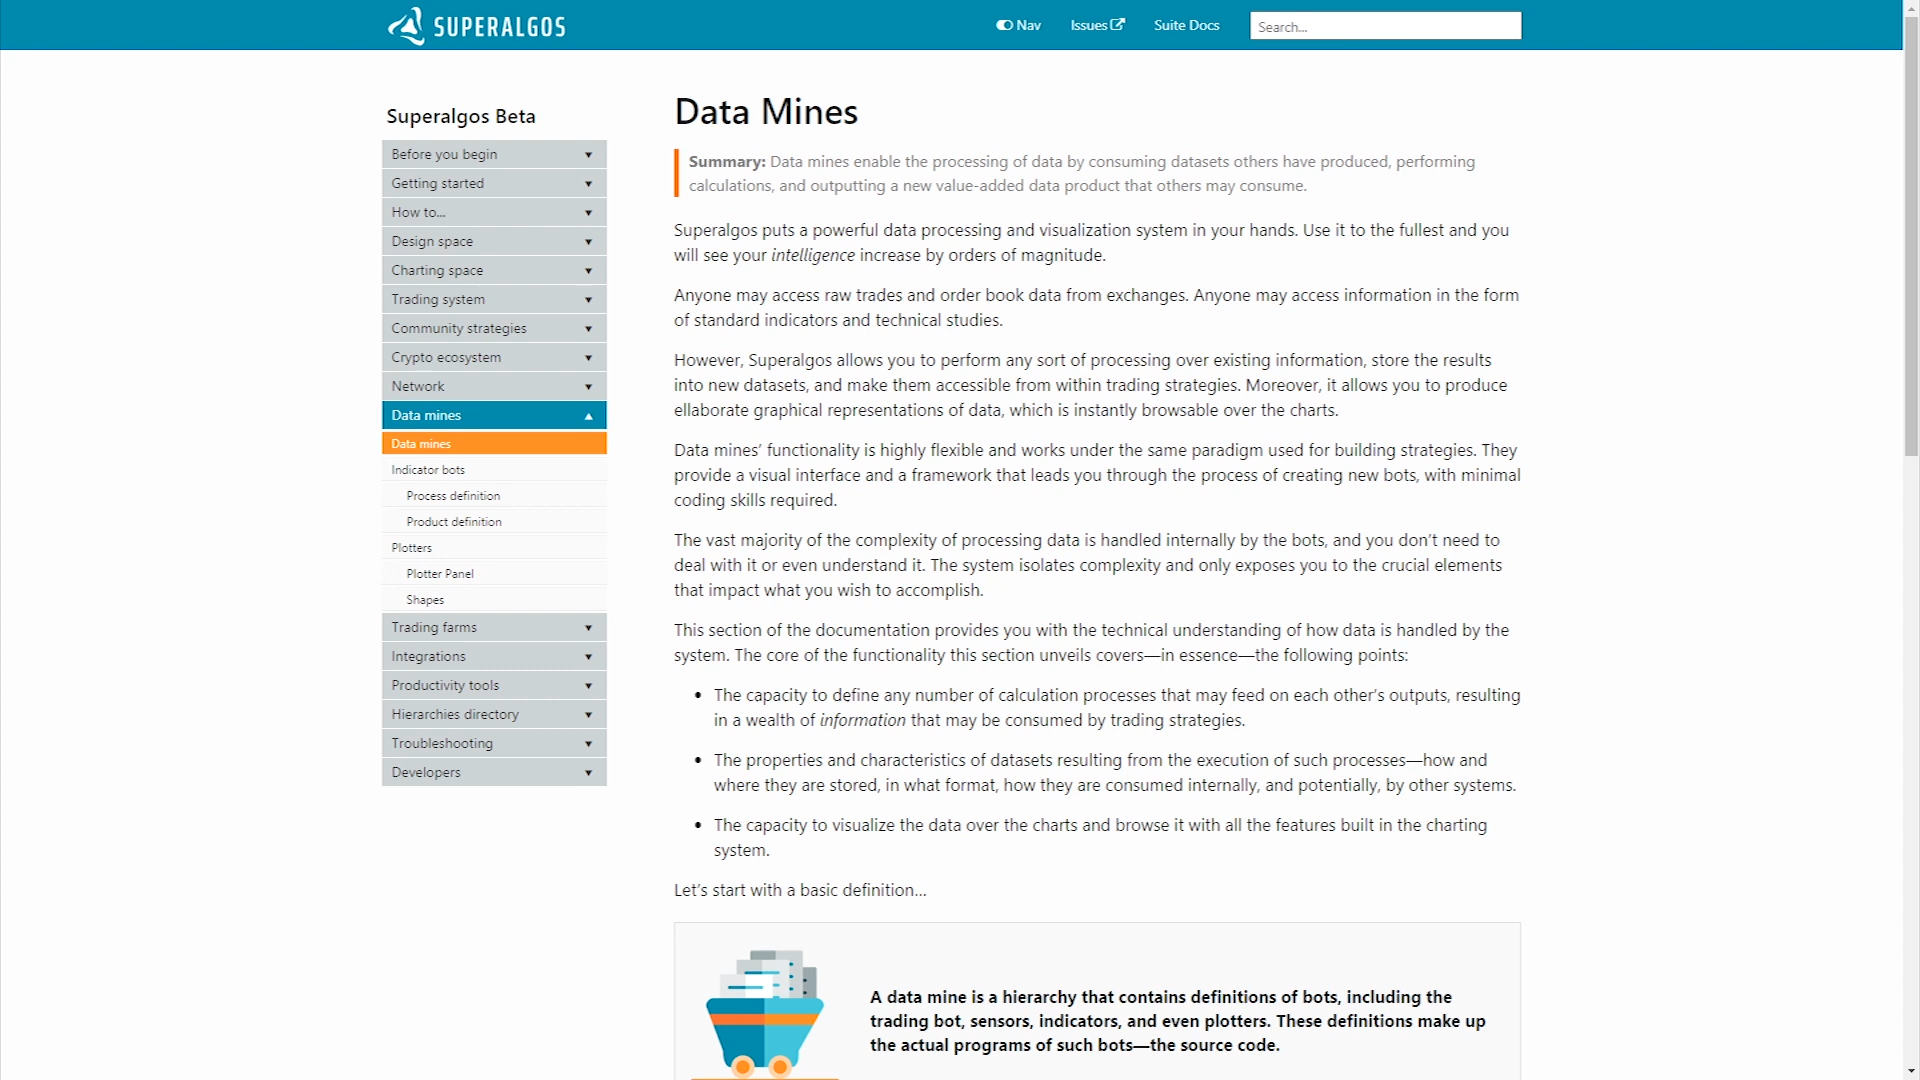 SUPERALGOS
Nav
Issues
Suite Docs
Search...
Superalgos Beta
Before you begin
Getting started
How to...
Design space
Charting space
Trading system
Community strategies
Crypto ecosystem
Network
Data mines
Data mines
Indicator bots
Process definition
Product definition
Plotters
Plotter Panel
Shapes
Trading farms
Integrations
Productivity tools
Hierarchies directory
Troubleshooting
Developers
Data Mines
Summary: Data mines enable the processing of data by consuming datasets others have produced, performing
calculations, and outputting a new value-added data product that others may consume.
Superalgos puts a powerful data processing and visualization system in your hands. Use it to the fullest and you
will see your intelligence increase by orders of magnitude.
Anyone may access raw trades and order book data from exchanges. Anyone may access information in the form
of standard indicators and technical studies.
However, Superalgos allows you to perform any sort of processing over existing information, store the results
into new datasets, and make them accessible from within trading strategies. Moreover, it allows you to produce
ellaborate graphical representations of data, which is instantly browsable over the charts.
Data mines’ functionality is highly flexible and works under the same paradigm used for building strategies. They
provide a visual interface and a framework that leads you through the process of creating new bots, with minimal
coding skills required.
The vast majority of the complexity of processing data is handled internally by the bots, and you don’t need to
deal with it or even understand it. The system isolates complexity and only exposes you to the crucial elements
that impact what you wish to accomplish.
This section of the documentation provides you with the technical understanding of how data is handled by the
system. The core of the functionality this section unveils covers—in essence—the following points:
• The capacity to define any number of calculation processes that may feed on each other’s outputs, resulting
in a wealth of information that may be consumed by trading strategies.
• The properties and characteristics of datasets resulting from the execution of such processes—how and
where they are stored, in what format, how they are consumed internally, and potentially, by other systems.
• The capacity to visualize the data over the charts and browse it with all the features built in the charting
system.
Let’s start with a basic definition...
A data mine is a hierarchy that contains definitions of bots, including the
trading bot, sensors, indicators, and even plotters. These definitions make up
the actual programs of such bots—the source code.